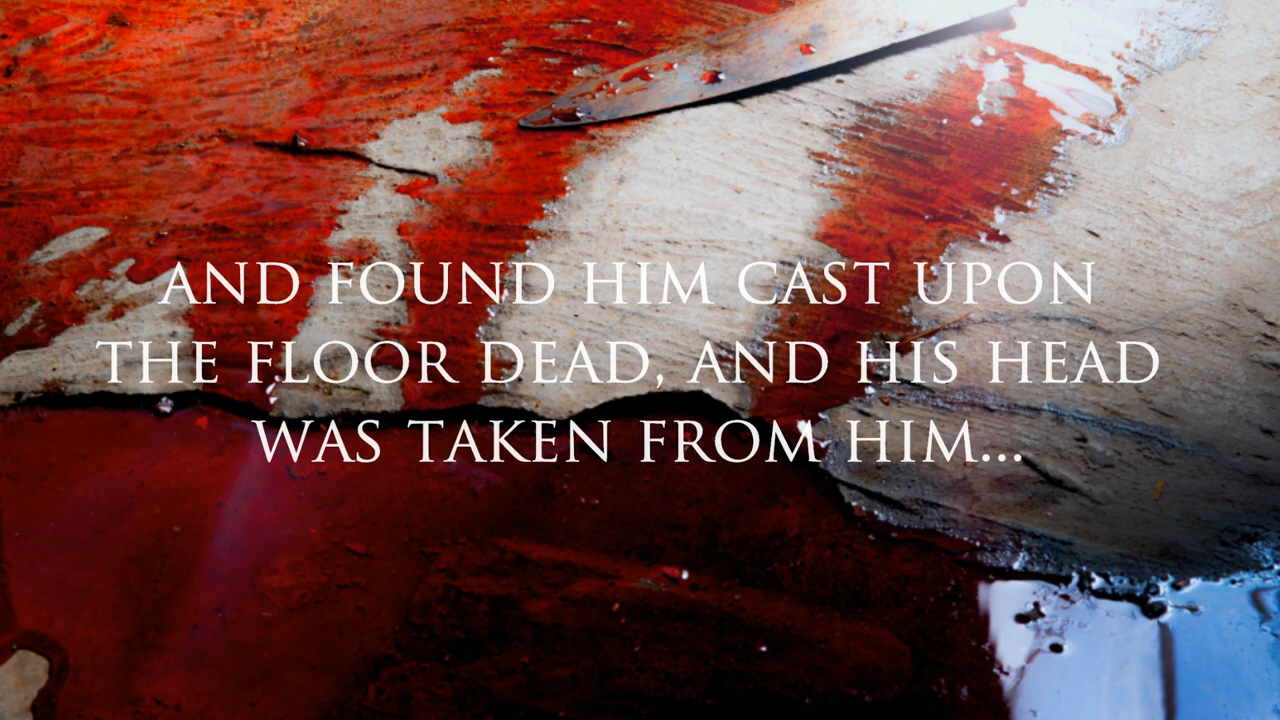 AND FOUND HIM CAST UPON
THE FLOOR DEAD, AND HIS HEAD
WAS TAKEN FROM HIM...